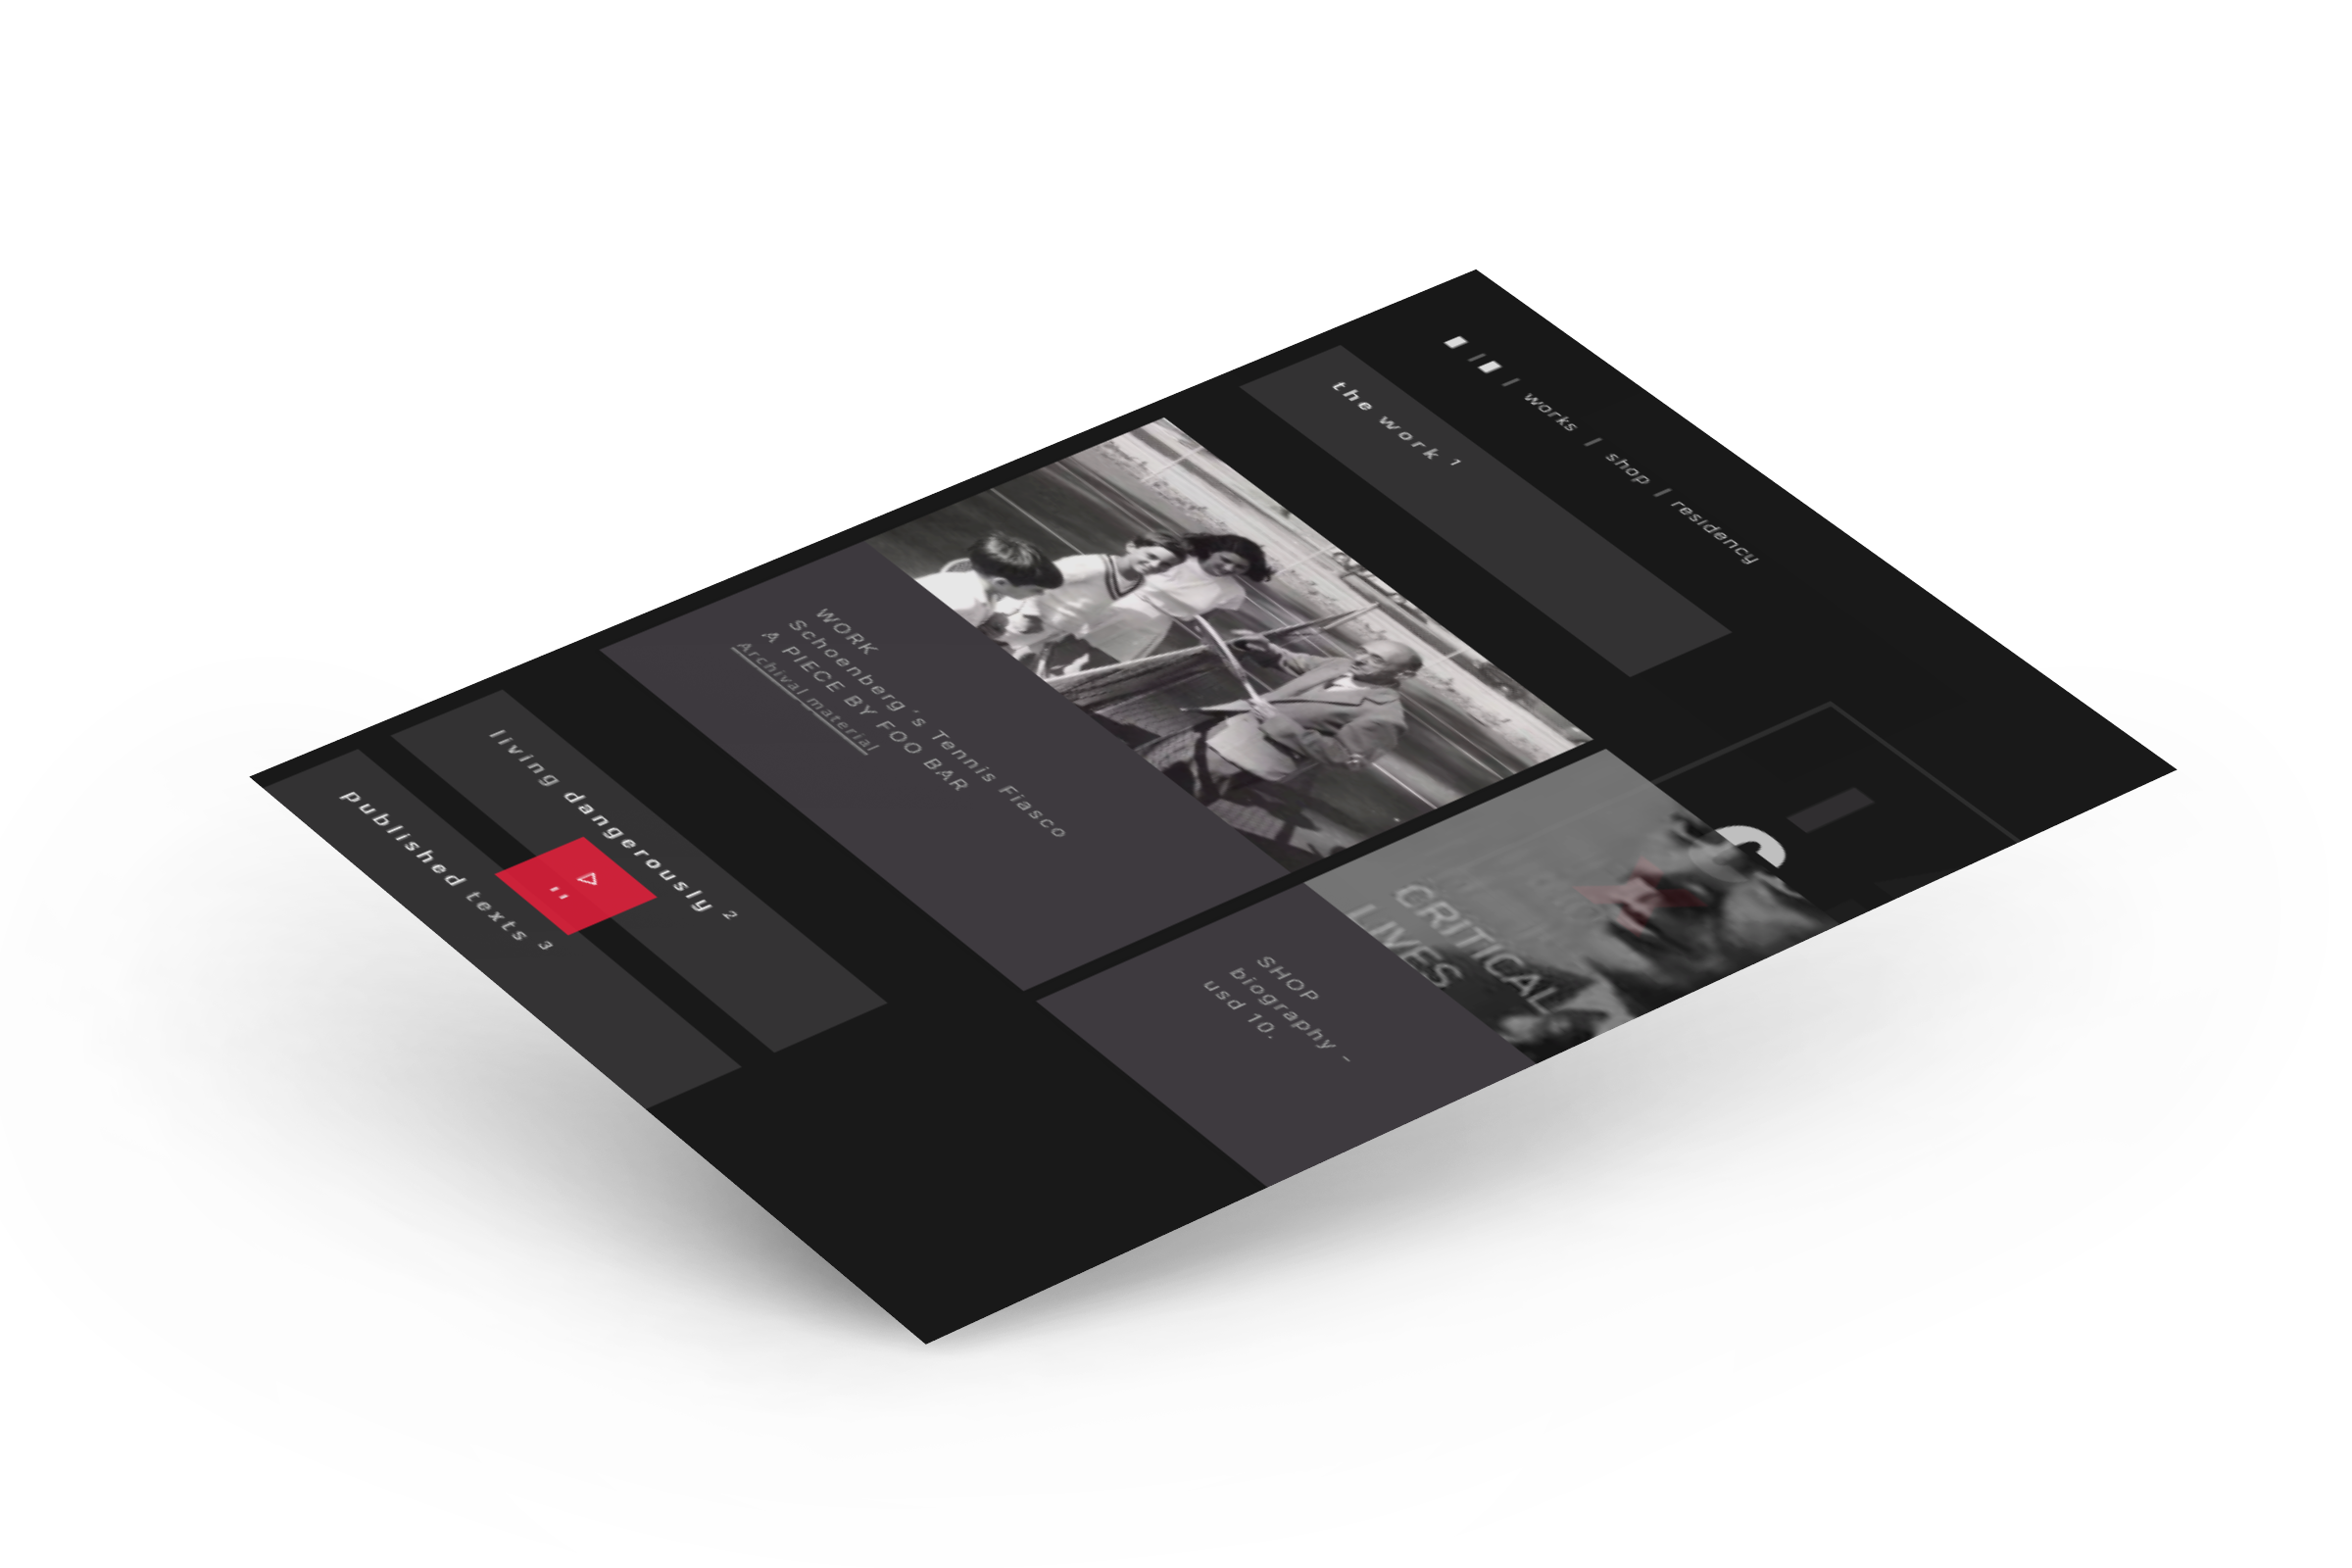 / / works / shop / residency
the work ¹
WORK
Schoenberg ´s Tennis Fiasco
A PIECE BY FOO BAR
Archival material
CRITICAL
LIVES
SHOP
biography -
usd 10.
living dangerously ²
published texts ³